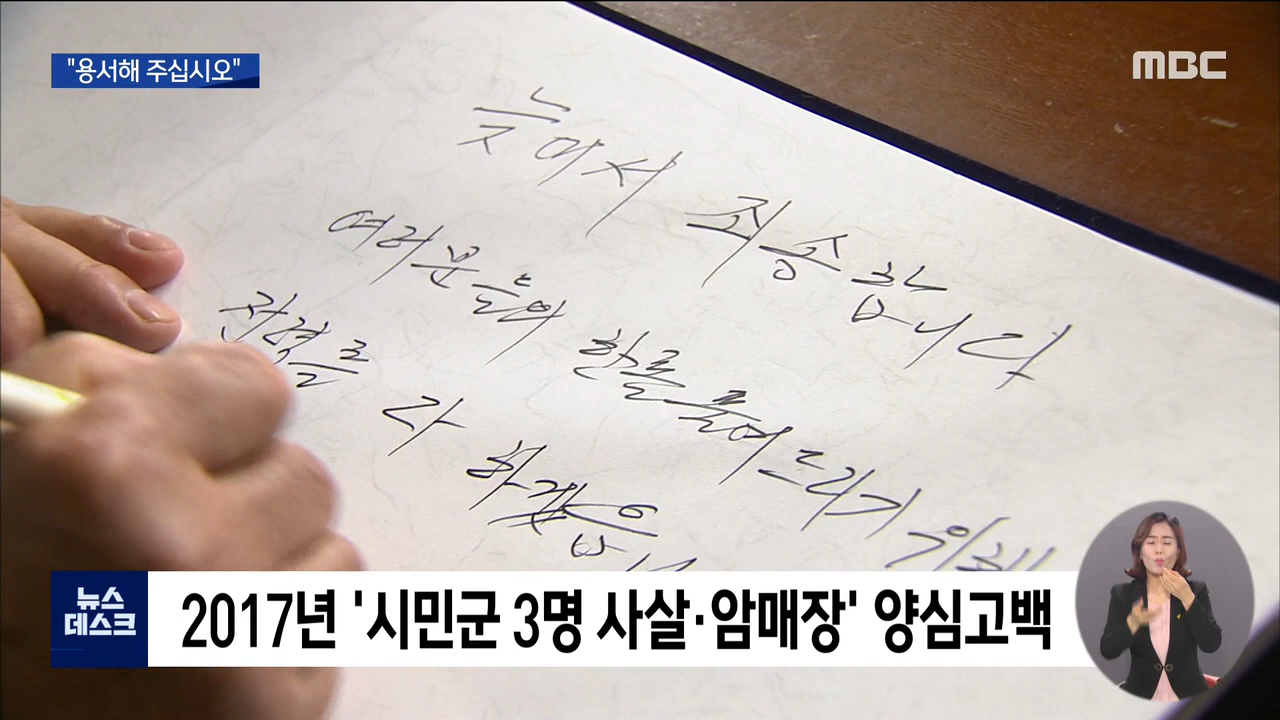 "용서해 주십시오"
MBC
늦어서 죄송합니다
여러분들의 한을 풀어드리기 위해
전력을 다 하겠습니
뉴스
데스크
2017년 '시민군 3명 사살·암매장' 양심고백